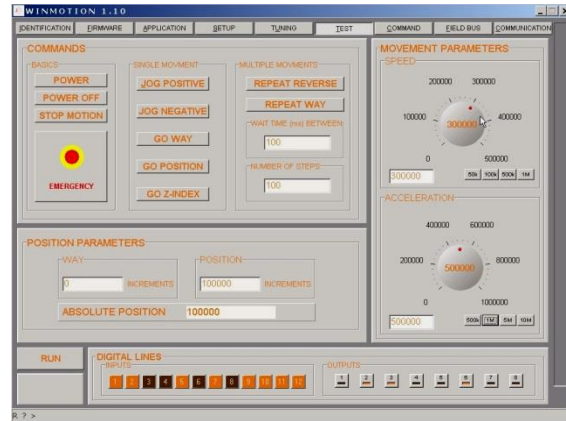 WINMOTION 1.10
IDENTIFICATION FIRMWARE APPLICATION SETUP TUNING TEST COMMAND FIELD BUS COMMUNICATION
COMMANDS
BASICS
POWER
POWER OFF
STOP MOTION
EMERGENCY
SINGLE MOVMENT
JOG POSITIVE
JOG NEGATIVE
GO WAY
GO POSITION
GO Z-INDEX
MULTIPLE MOVMENTS
REPEAT REVERSE
REPEAT WAY
WAIT TIME (ms) BETWEEN
100
NUMBER OF STEPS
100
MOVEMENT PARAMETERS
SPEED
200000 300000
100000 300000 400000
0 500000
300000 50k 100k 500k 1M
ACCELERATION
400000 600000
200000 500000 800000
0 1000000
500000 500k 1M 5M 10M
POSITION PARAMETERS
WAY
0 INCREMENTS
POSITION
100000 INCREMENTS
ABSOLUTE POSITION 100000
RUN
DIGITAL LINES
INPUTS
1 2 3 4 5 6 7 8 9 10 11 12
OUTPUTS
1 2 3 4 5 6 7 8
R ? >